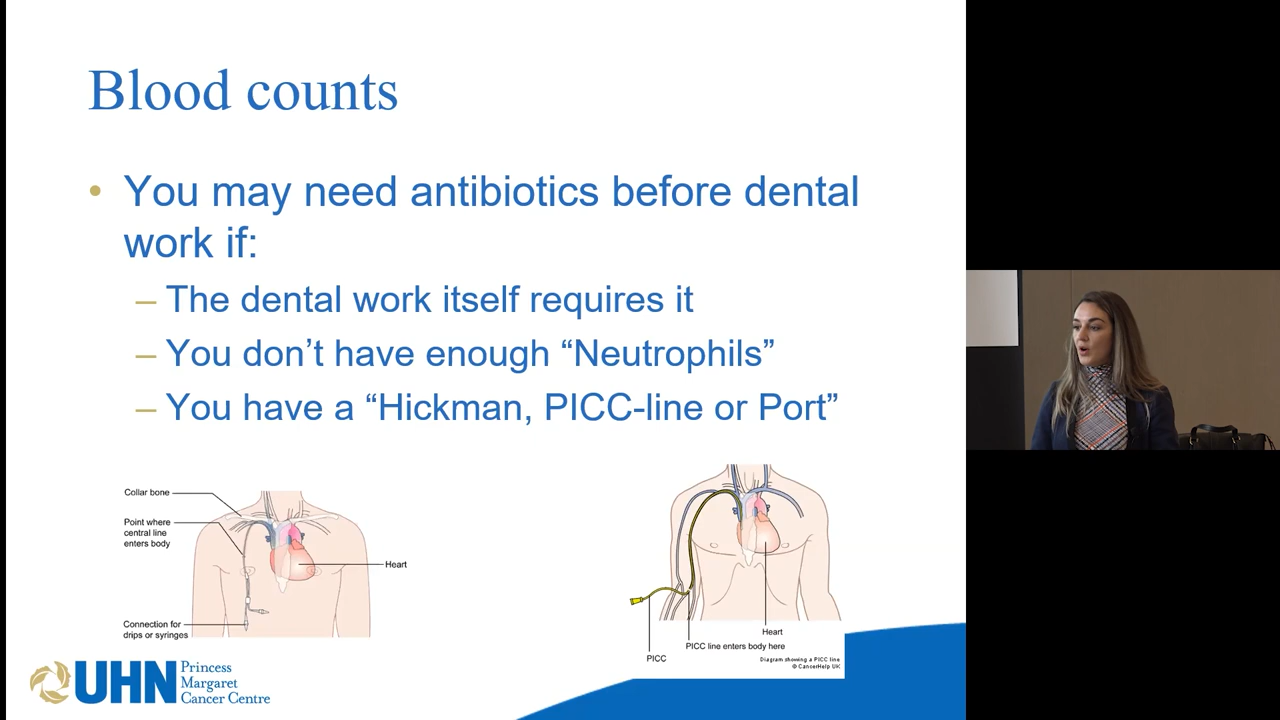 Blood counts
• You may need antibiotics before dental
work if:
– The dental work itself requires it
– You don’t have enough “Neutrophils”
– You have a “Hickman, PICC-line or Port”
Collar bone
Point where
central line
enters body
Heart
Connection for
drips or syringes
Heart
PICC line enters body here
PICC
Diagram showing a PICC line
© CancerHelp UK
UHN
Princess
Margaret
Cancer Centre